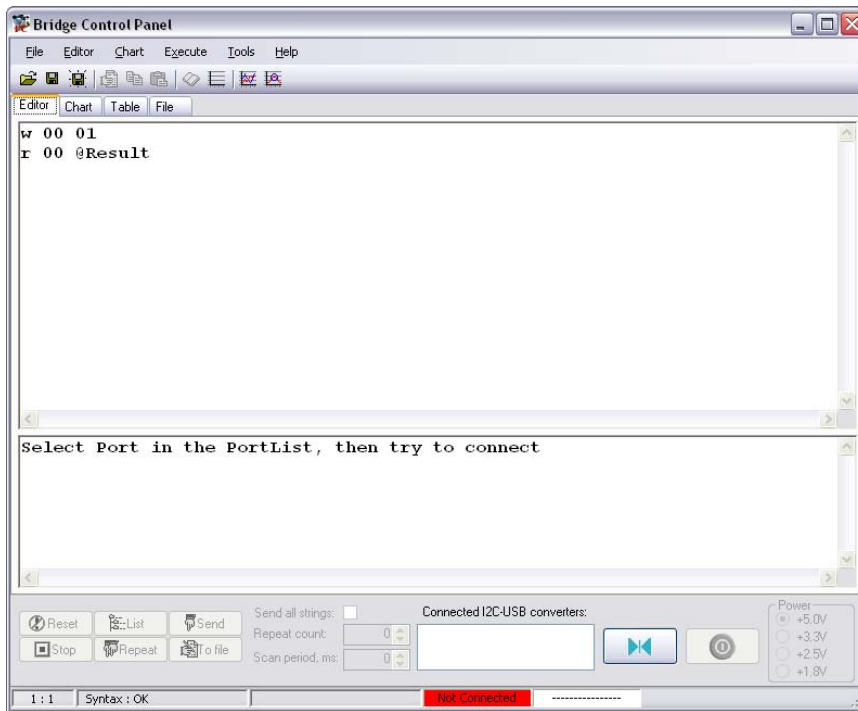 Bridge Control Panel
File Editor Chart Execute Tools Help
Editor Chart Table File
w 00 01
r 00 @Result
Select Port in the PortList, then try to connect
Reset List Send
Stop Repeat To file
Send all strings:
Repeat count: 0
Scan period, ms: 0
Connected I2C-USB converters:
Power
+5.0V
+3.3V
+2.5V
+1.8V
1 : 1 Syntax : OK Not Connected ----------------